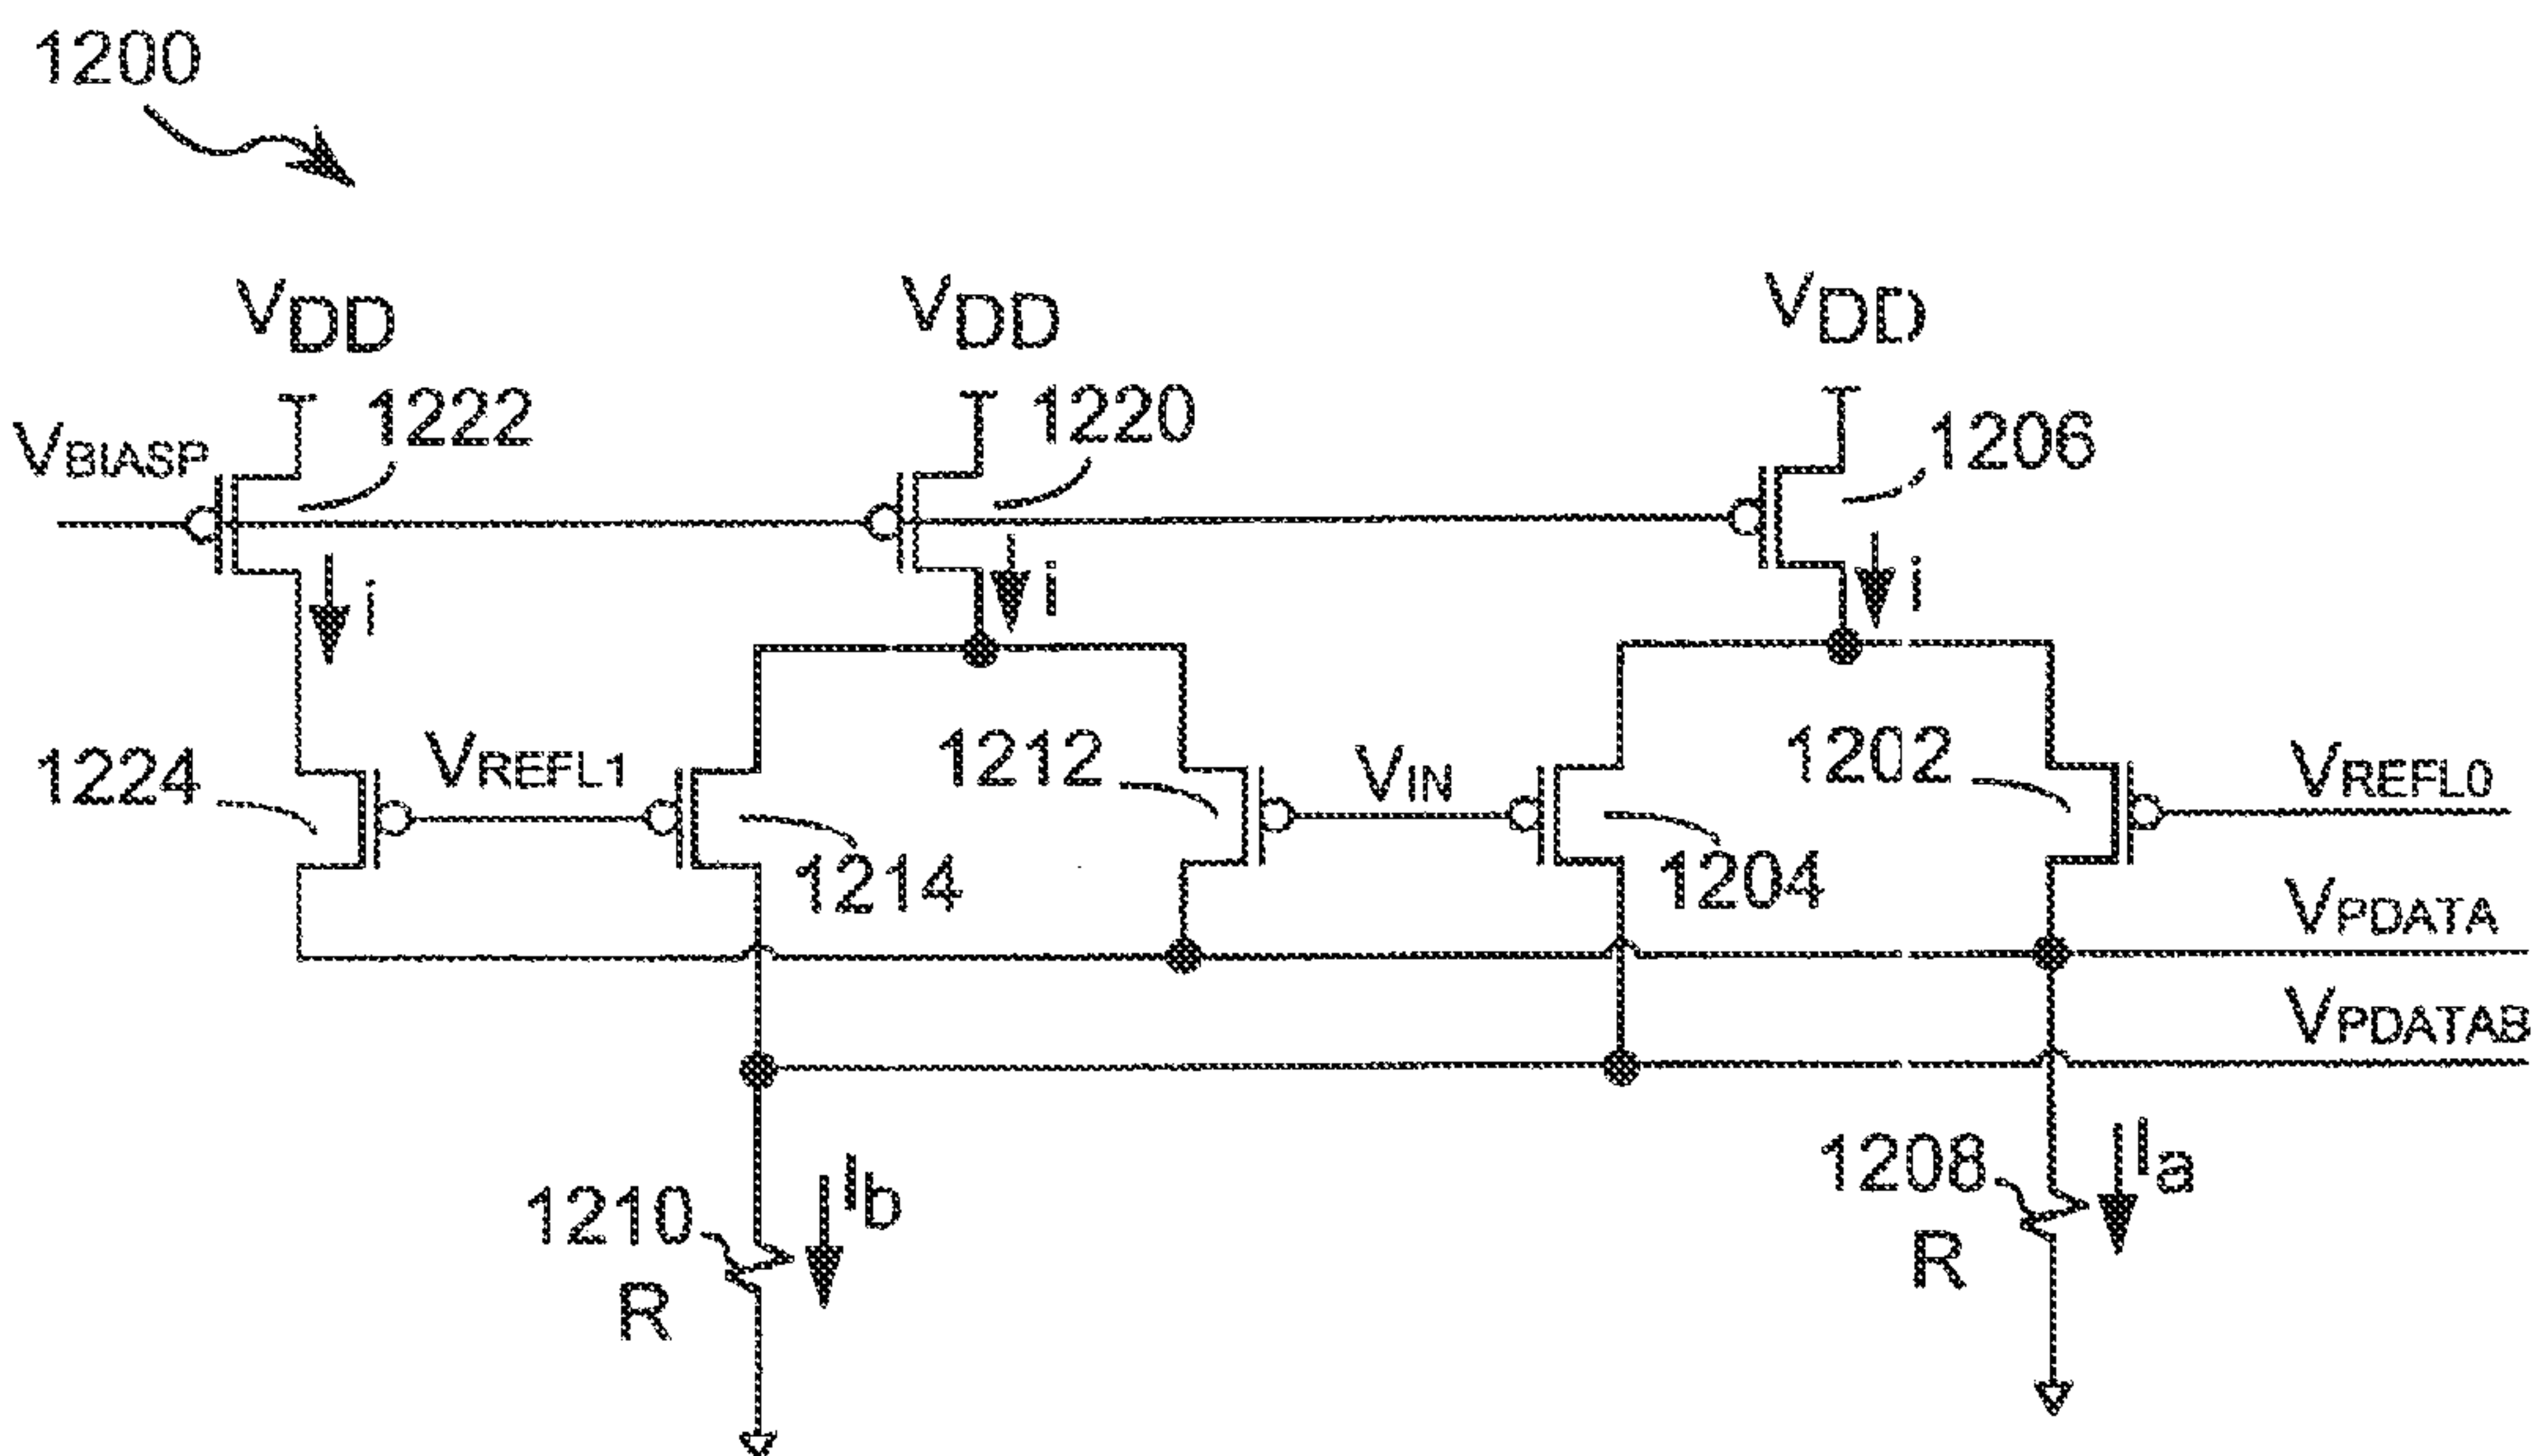 1200
VDD VDD VDD
VBIASP 1222 1220 1206
i i i
1224 VREFL1 1214 1212 VIN 1204 1202 VREFL0
VPDATA
VPDATAB
1210 R Ib 1208 R Ia